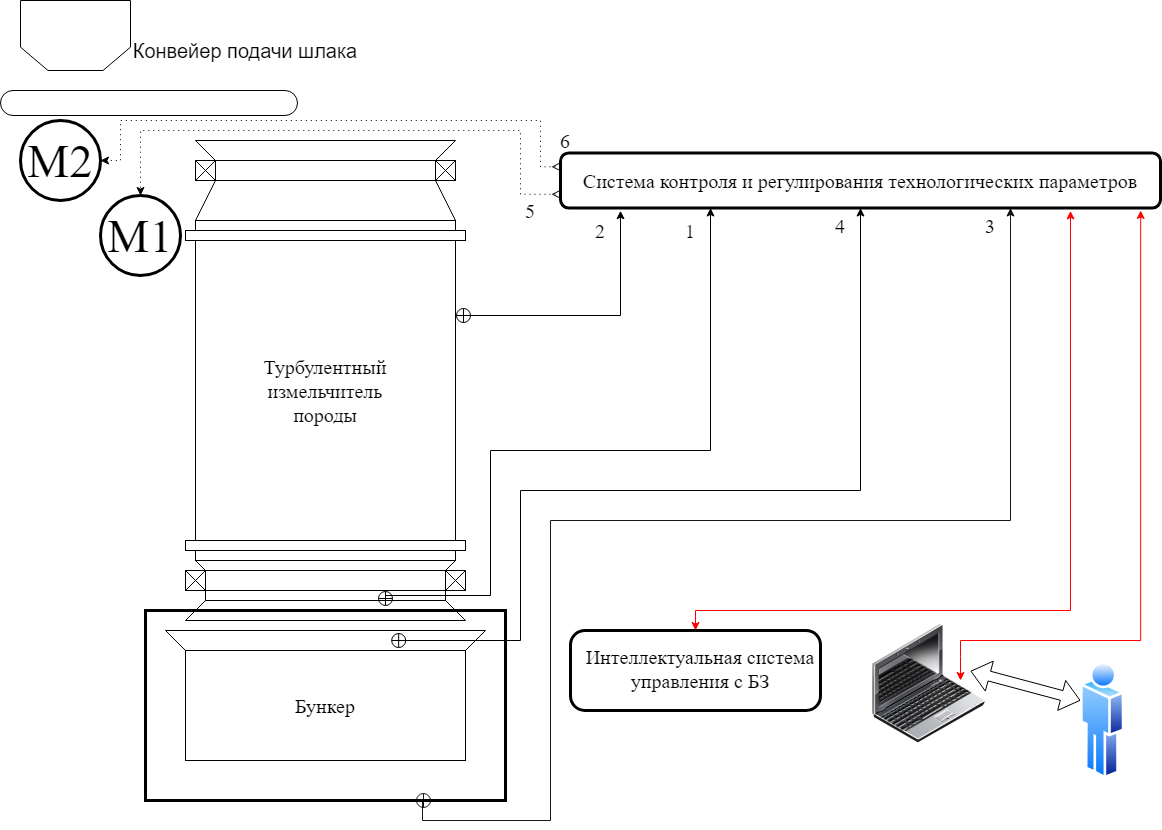 Конвейер подачи шлака
M2
M1
6
Система контроля и регулирования технологических параметров
5
2
1
4
3
Турбулентный
измельчитель
породы
Интеллектуальная система
управления с БЗ
Бункер